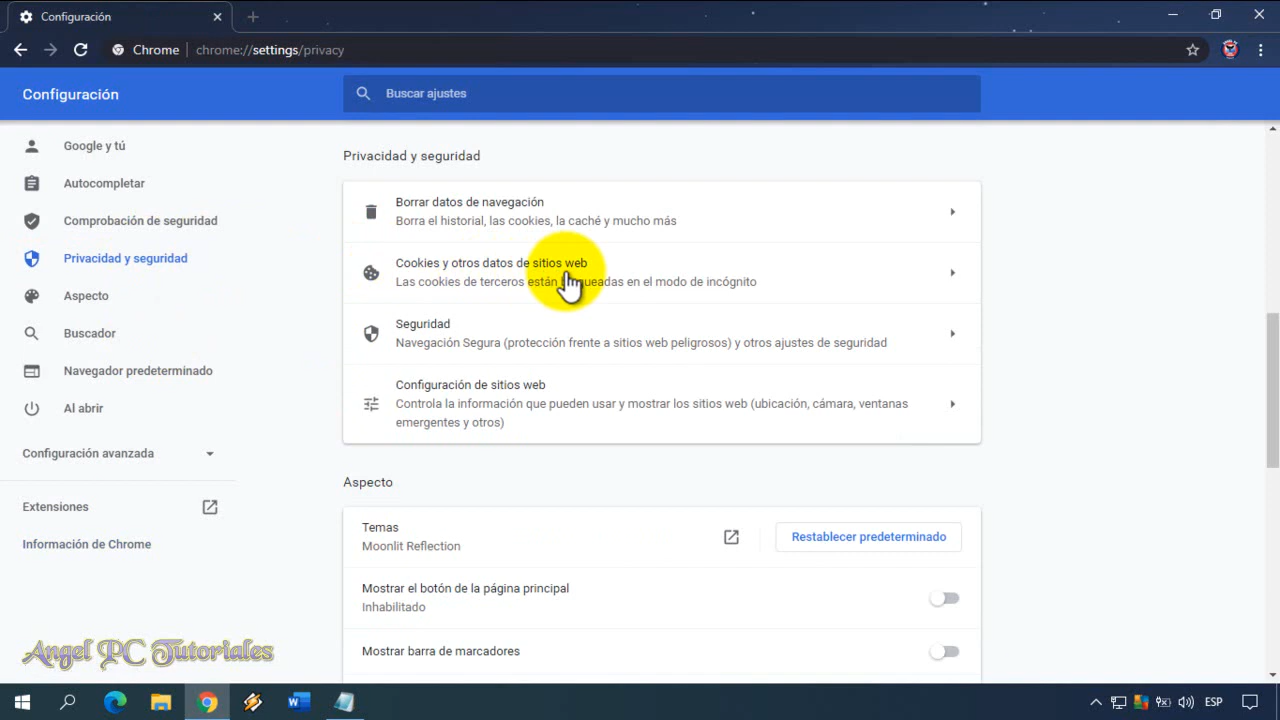 Configuración
Chrome
chrome://settings/privacy
Configuración
Buscar ajustes
Google y tú
Autocompletar
Comprobación de seguridad
Privacidad y seguridad
Aspecto
Buscador
Navegador predeterminado
Al abrir
Configuración avanzada
Extensiones
Información de Chrome
Privacidad y seguridad
Borrar datos de navegación
Borra el historial, las cookies, la caché y mucho más
Cookies y otros datos de sitios web
Las cookies de terceros están en el modo de incógnito
Seguridad
Navegación Segura (protección frente a sitios web peligrosos) y otros ajustes de seguridad
Configuración de sitios web
Controla la información que pueden usar y mostrar los sitios web (ubicación, cámara, ventanas
emergentes y otros)
Aspecto
Temas
Moonlit Reflection
Restablecer predeterminado
Mostrar el botón de la página principal
Inhabilitado
Mostrar barra de marcadores
Angel PC Tutoriales
ESP